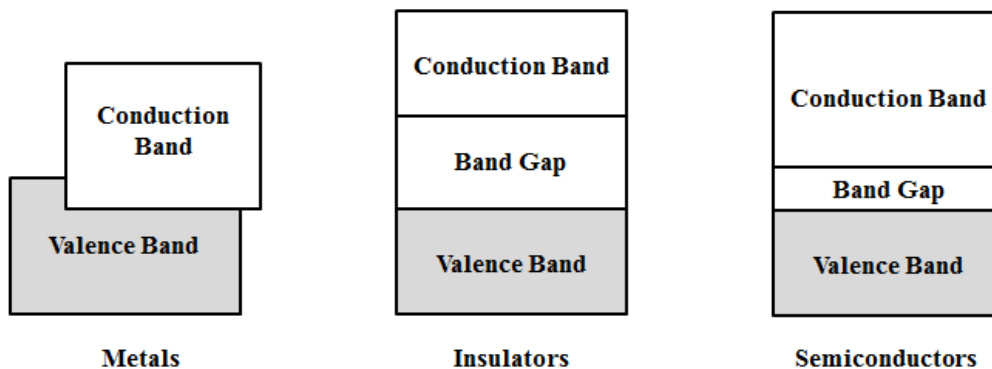 Conduction
Band
Valence Band
Metals
Conduction Band
Band Gap
Valence Band
Insulators
Conduction Band
Band Gap
Valence Band
Semiconductors